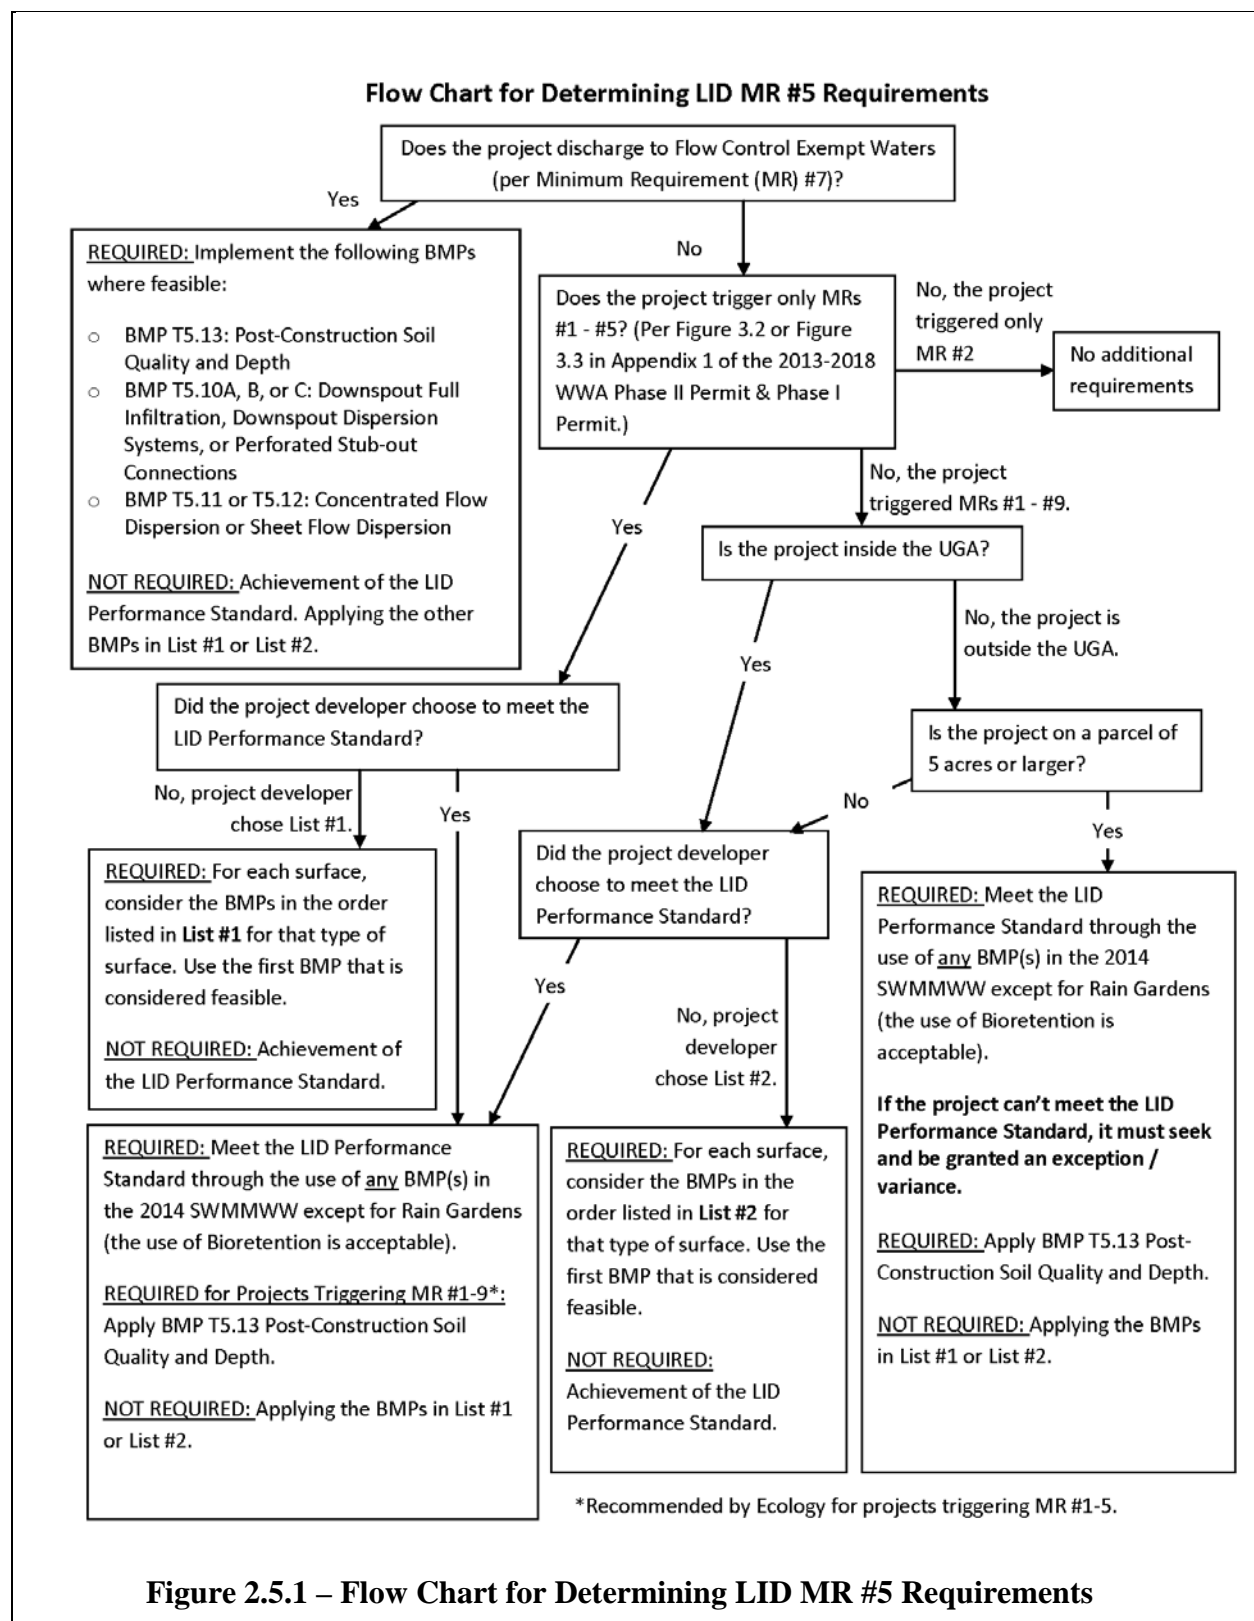 Flow Chart for Determining LID MR #5 Requirements
Does the project discharge to Flow Control Exempt Waters
(per Minimum Requirement (MR) #7)?
Yes
No
REQUIRED: Implement the following BMPs
where feasible:
o BMP T5.13: Post-Construction Soil
Quality and Depth
o BMP T5.10A, B, or C: Downspout Full
Infiltration, Downspout Dispersion
Systems, or Perforated Stub-out
Connections
o BMP T5.11 or T5.12: Concentrated Flow
Dispersion or Sheet Flow Dispersion
NOT REQUIRED: Achievement of the LID
Performance Standard. Applying the other
BMPs in List #1 or List #2.
Does the project trigger only MRs
#1 - #5? (Per Figure 3.2 or Figure
3.3 in Appendix 1 of the 2013-2018
WWA Phase II Permit & Phase I
Permit.)
No, the project
triggered only
MR #2
No additional
requirements
Yes
No, the project
triggered MRs #1 - #9.
Is the project inside the UGA?
Yes
No, the project is
outside the UGA.
Did the project developer choose to meet the
LID Performance Standard?
Is the project on a parcel of
5 acres or larger?
No, project developer
chose List #1.
Yes
No
Yes
REQUIRED: For each surface,
consider the BMPs in the order
listed in List #1 for that type of
surface. Use the first BMP that is
considered feasible.
NOT REQUIRED: Achievement of
the LID Performance Standard.
Did the project developer
choose to meet the LID
Performance Standard?
Yes
No, project
developer
chose List #2.
REQUIRED: Meet the LID
Performance Standard through the
use of any BMP(s) in the 2014
SWMMWW except for Rain Gardens
(the use of Bioretention is
acceptable).
If the project can't meet the LID
Performance Standard, it must seek
and be granted an exception /
variance.
REQUIRED: Apply BMP T5.13 Post-
Construction Soil Quality and Depth.
NOT REQUIRED: Applying the BMPs
in List #1 or List #2.
REQUIRED: Meet the LID Performance
Standard through the use of any BMP(s) in
the 2014 SWMMWW except for Rain Gardens
(the use of Bioretention is acceptable).
REQUIRED for Projects Triggering MR #1-9*:
Apply BMP T5.13 Post-Construction Soil
Quality and Depth.
NOT REQUIRED: Applying the BMPs in List #1
or List #2.
REQUIRED: For each surface,
consider the BMPs in the
order listed in List #2 for
that type of surface. Use the
first BMP that is considered
feasible.
NOT REQUIRED:
Achievement of the LID
Performance Standard.
*Recommended by Ecology for projects triggering MR #1-5.
Figure 2.5.1 – Flow Chart for Determining LID MR #5 Requirements